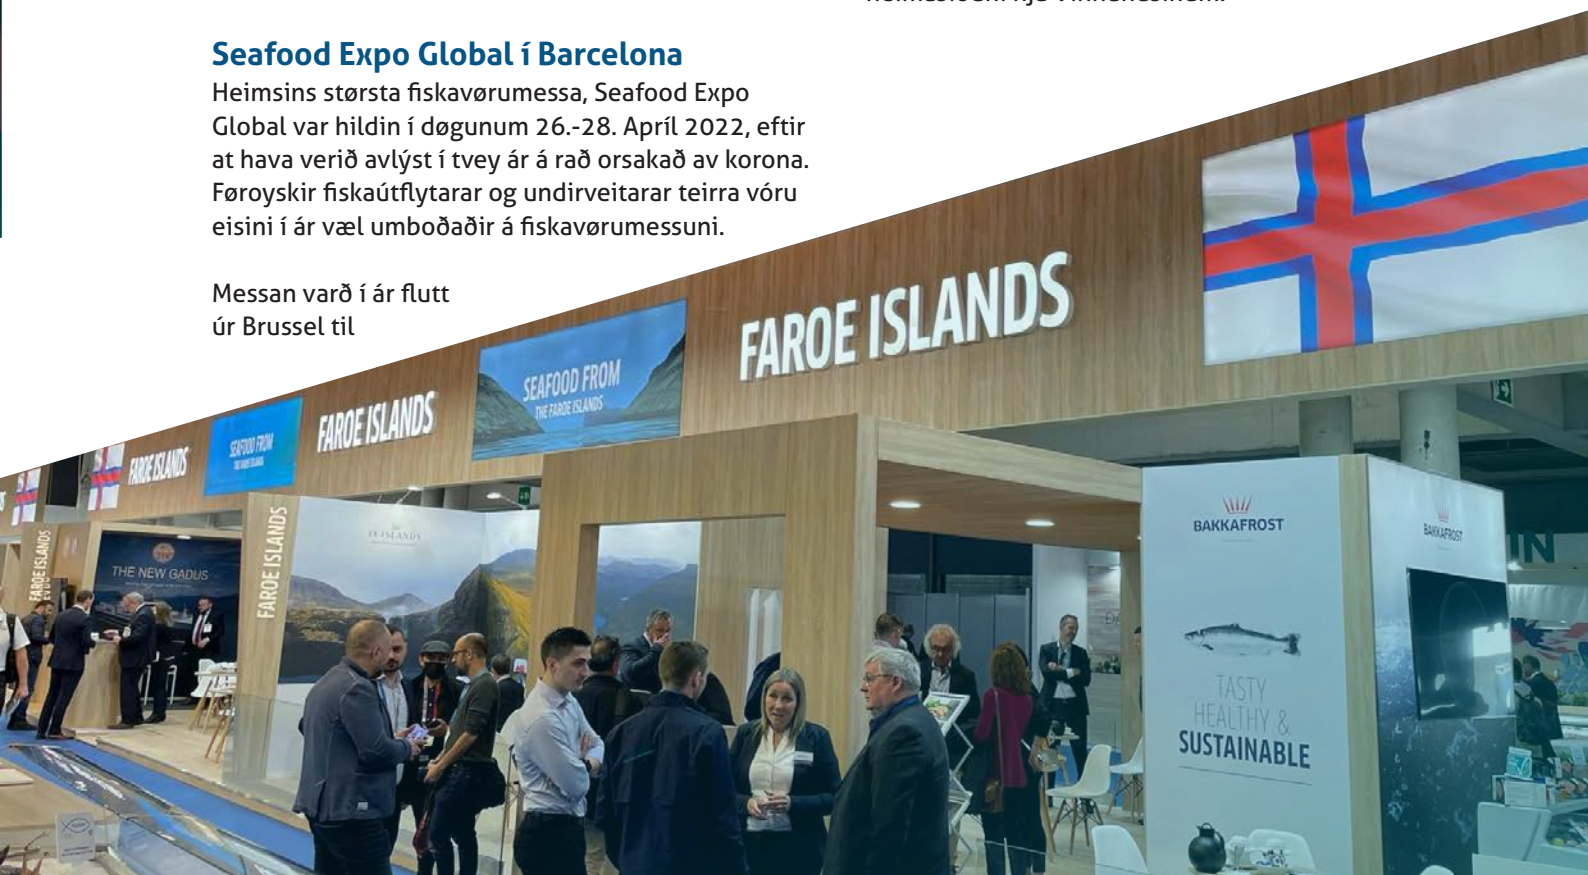 Seafood Expo Global í Barcelona
Heimsins størsta fiskavørumessa, Seafood Expo
Global var hildin í døgunum 26.-28. Apríl 2022, eftir
at hava verið avlýst í tvey ár á rað orsakað av korona.
Føroyskir fiskaútflytarar og undirveitarar teirra vóru
eisini í ár væl umboðaðir á fiskavørumessuni.
Messan varð í ár flutt
úr Brussel til
FAROE ISLANDS
SEAFOOD FROM
THE FAROE ISLANDS
FAROE ISLANDS
SEAFOOD FROM
THE FAROE ISLANDS
FAROE ISLANDS
FAROE ISLANDS
FAROE ISLANDS
THE NEW GADUS
BAKKAFROST
BAKKAFROST
TASTY
HEALTHY &
SUSTAINABLE